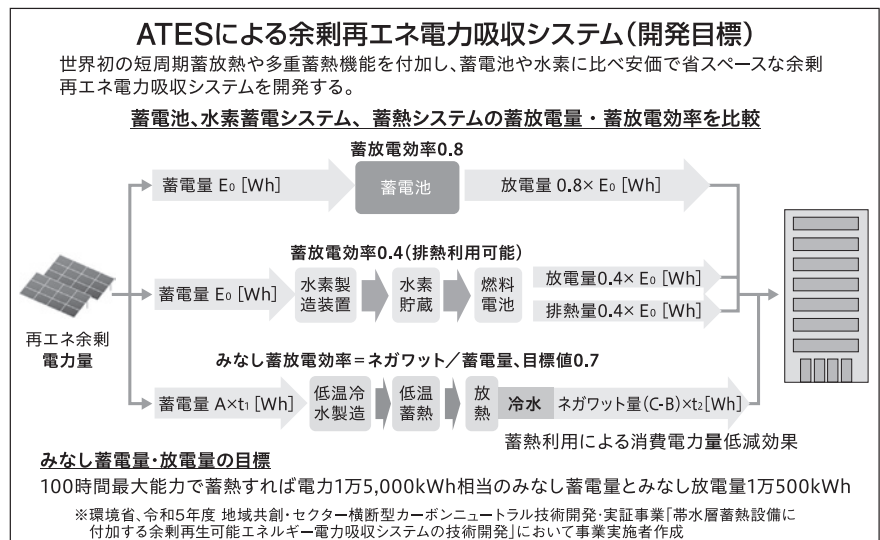 ATESによる余剰再エネ電力吸収システム(開発目標)
世界初の短周期蓄放熱や多重蓄熱機能を付加し、蓄電池や水素に比べ安価で省スペースな余剰
再エネ電力吸収システムを開発する。
蓄電池、水素蓄電システム、蓄熱システムの蓄放電量・蓄放電効率を比較
蓄放電効率0.8
蓄電量 E₀ [Wh]
蓄電池
放電量 0.8× E₀ [Wh]
蓄放電効率0.4(排熱利用可能)
蓄電量 E₀ [Wh]
水素製
造装置
水素
貯蔵
燃料
電池
放電量0.4× E₀ [Wh]
排熱量0.4× E₀ [Wh]
再エネ余剰
電力量
みなし蓄放電効率=ネガワット/蓄電量、目標値0.7
蓄電量 A×t₁ [Wh]
低温冷
水製造
低温
蓄熱
放
熱
冷水
ネガワット量(C-B)×t₂[Wh]
蓄熱利用による消費電力量低減効果
みなし蓄電量・放電量の目標
100時間最大能力で蓄熱すれば電力1万5,000kWh相当のみなし蓄電量とみなし放電量1万500kWh
※環境省、令和5年度 地域共創・セクター横断型カーボンニュートラル技術開発・実証事業「帯水層蓄熱設備に
付加する余剰再生可能エネルギー電力吸収システムの技術開発」において事業実施者作成